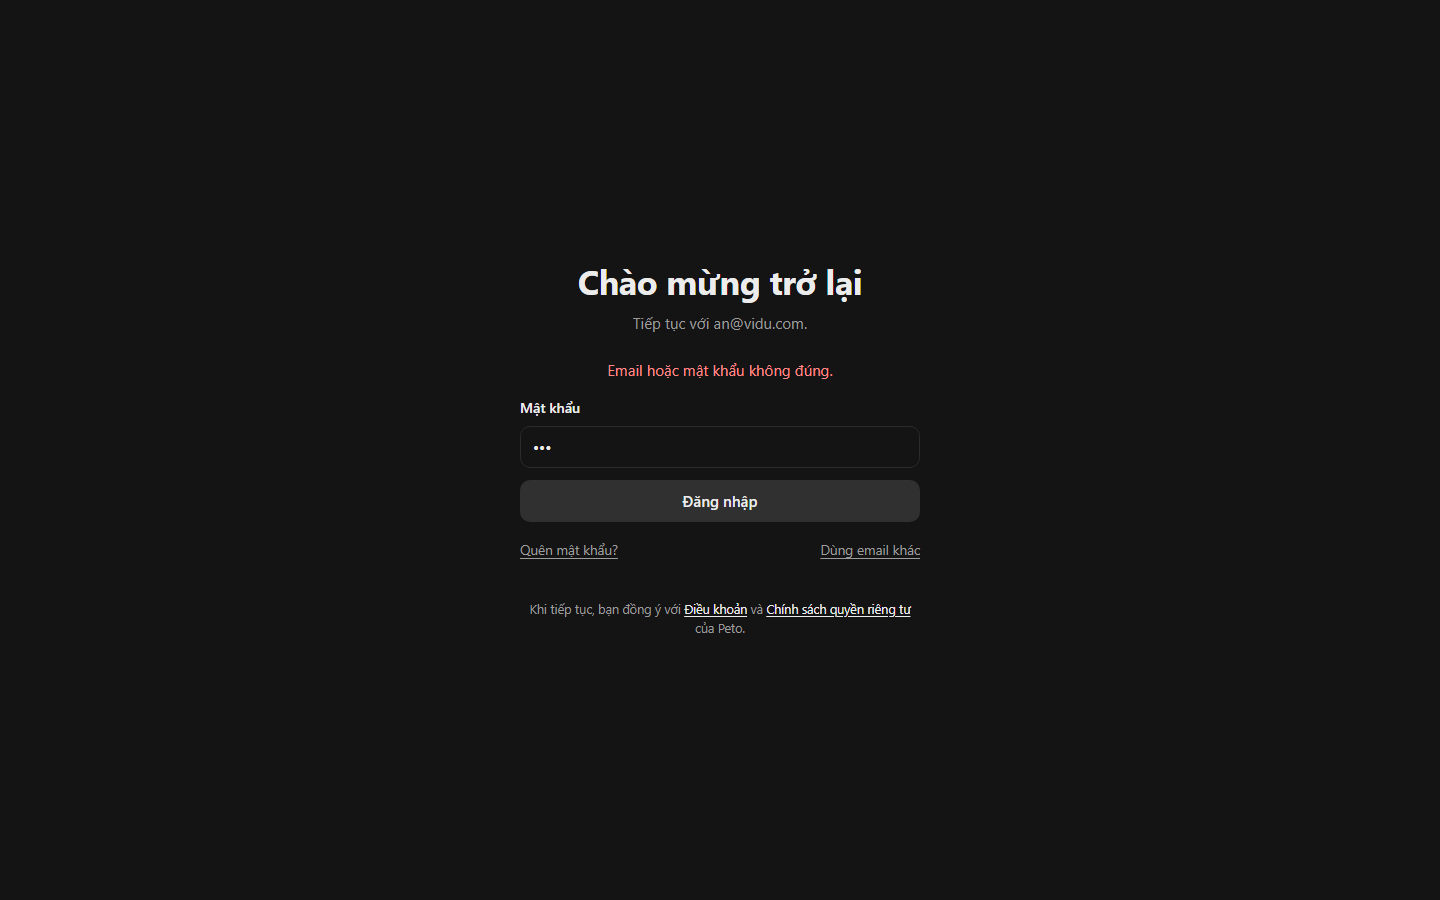 Chào mừng trở lại
Tiếp tục với an@vidu.com.
Email hoặc mật khẩu không đúng.
Mật khẩu
•••
Đăng nhập
Quên mật khẩu?
Dùng email khác
Khi tiếp tục, bạn đồng ý với Điều khoản và Chính sách quyền riêng tư
của Peto.